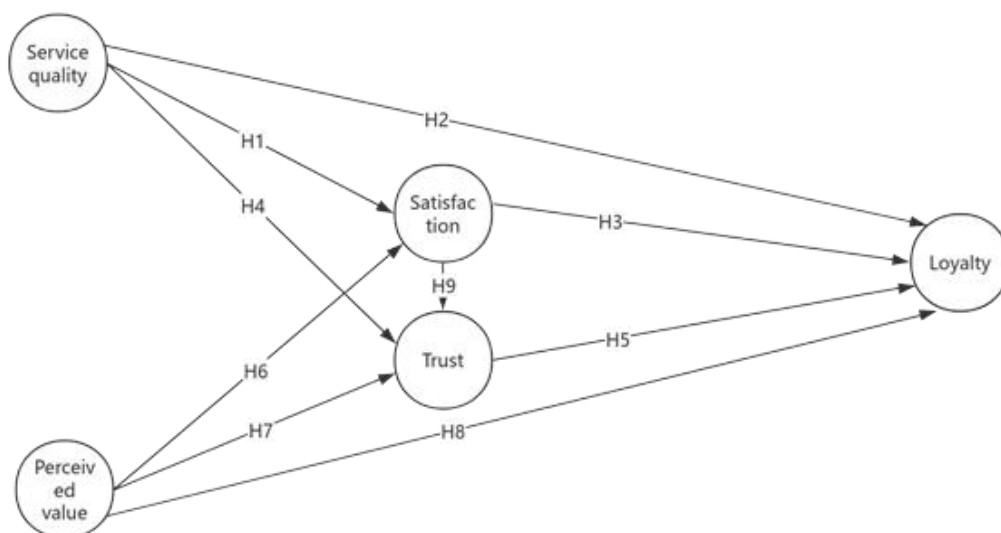 Service
quality
H2
H1
H4
Satisfac
tion
H3
Loyalty
H9
H5
Trust
H6
H7
H8
Perceiv
ed
value